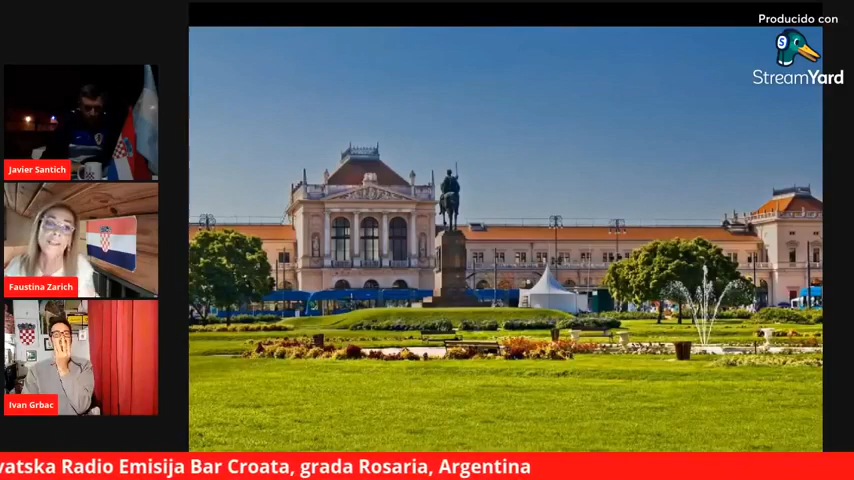 Producido con
StreamYard
Javier Santich
Faustina Zarich
Ivan Grbac
vatska Radio Emisija Bar Croata, grada Rosaria, Argentina